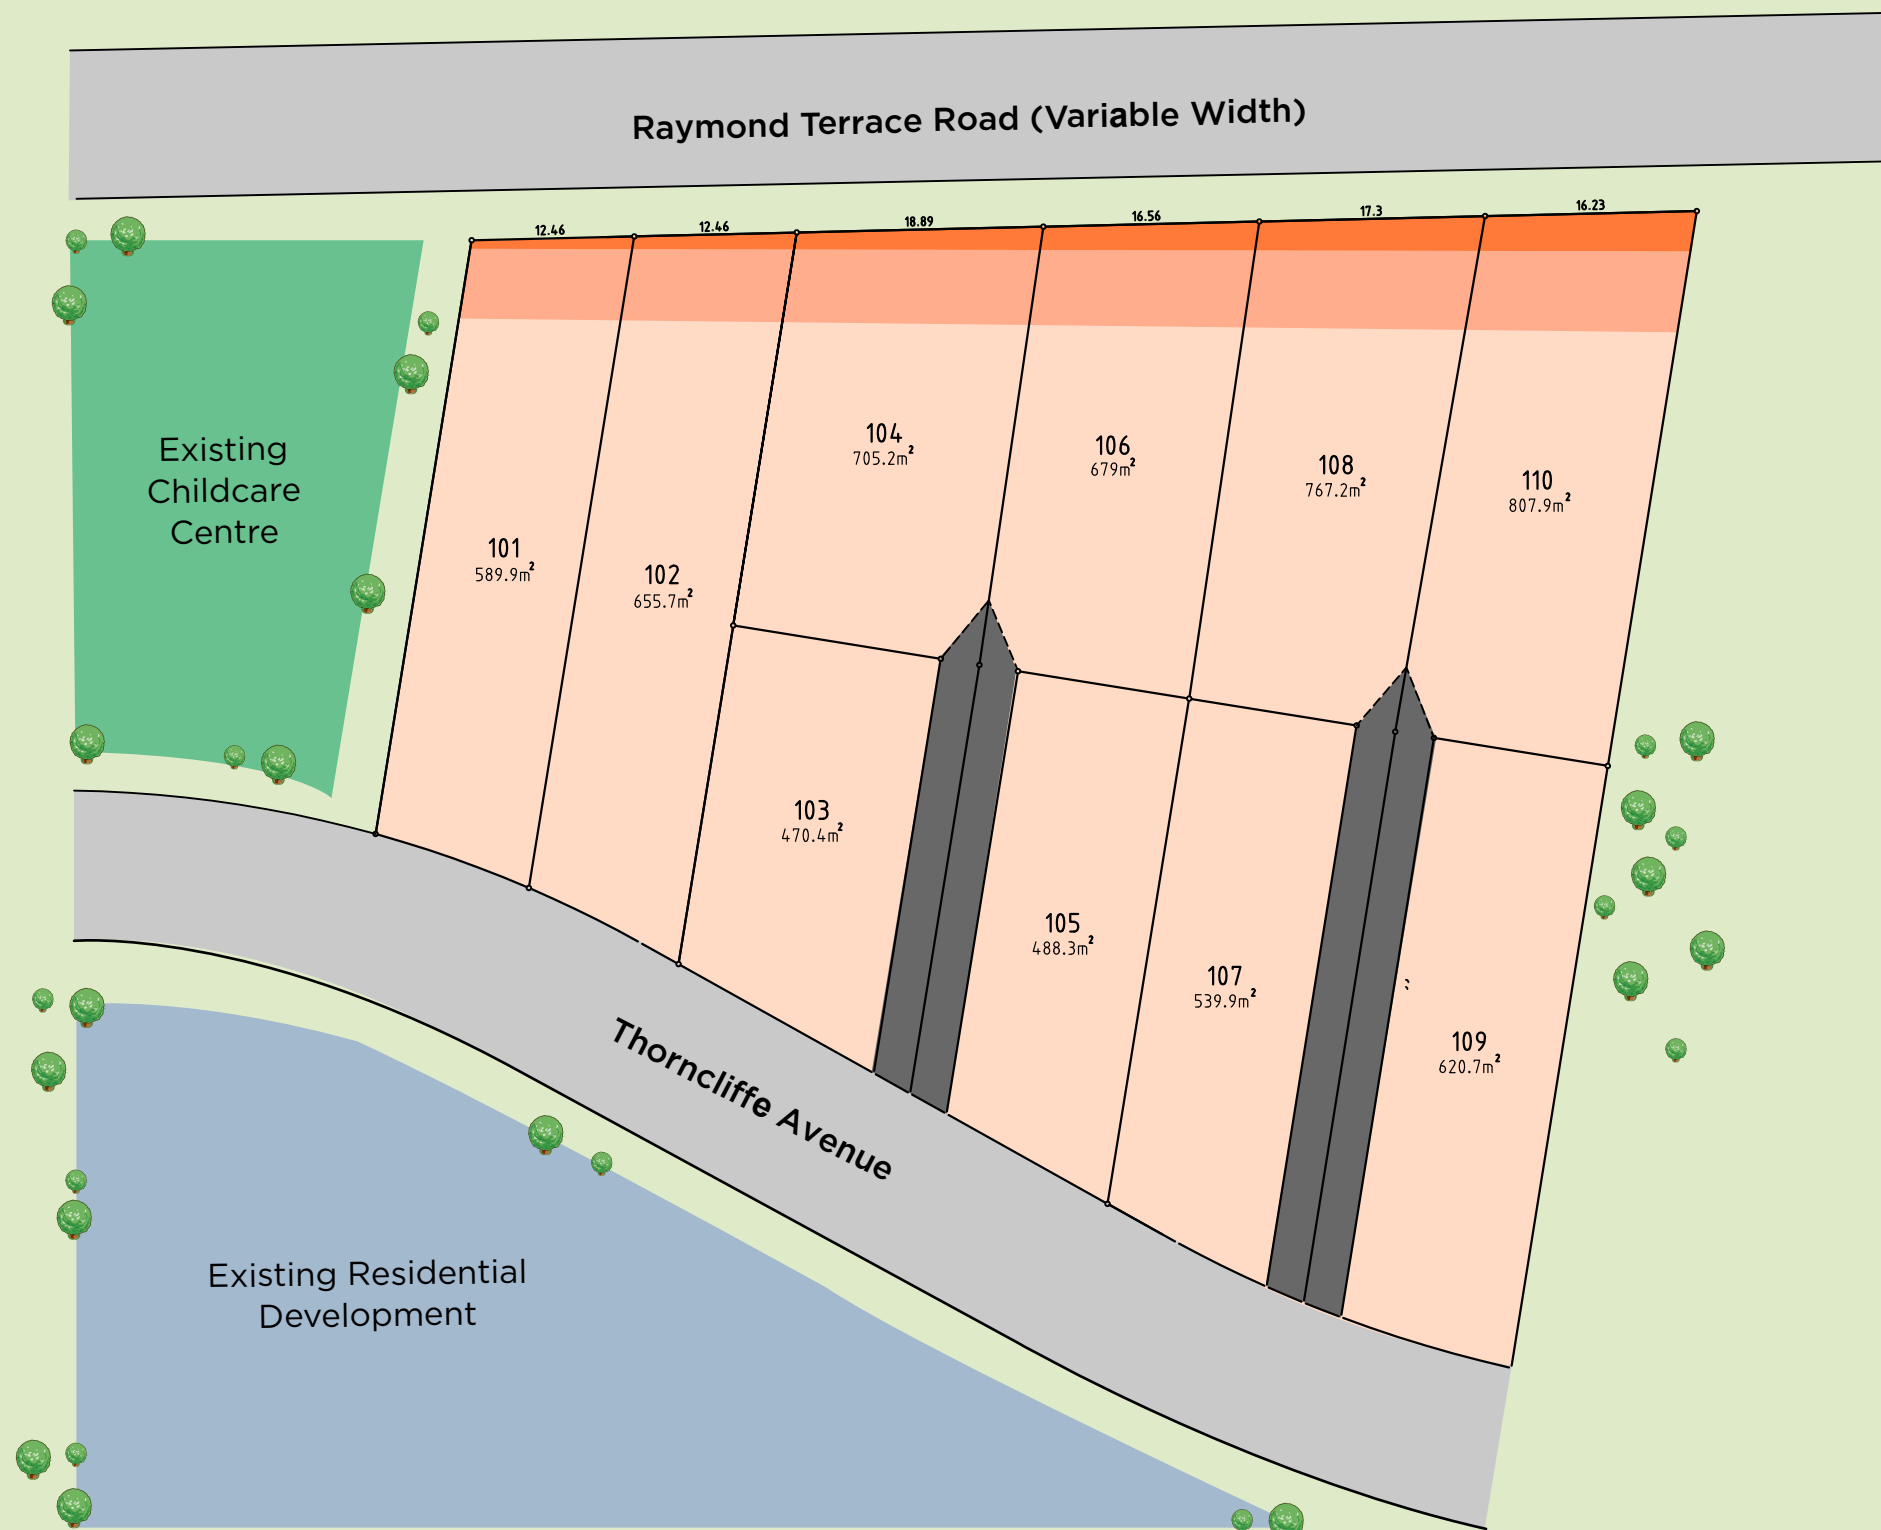 Raymond Terrace Road (Variable Width)
12.46
12.46
18.89
16.56
17.3
16.23
Existing
Childcare
Centre
101
589.9m²
102
655.7m²
104
705.2m²
106
679m²
108
767.2m²
110
807.9m²
103
470.4m²
105
488.3m²
107
539.9m²
109
620.7m²
Thorncliffe Avenue
Existing Residential
Development